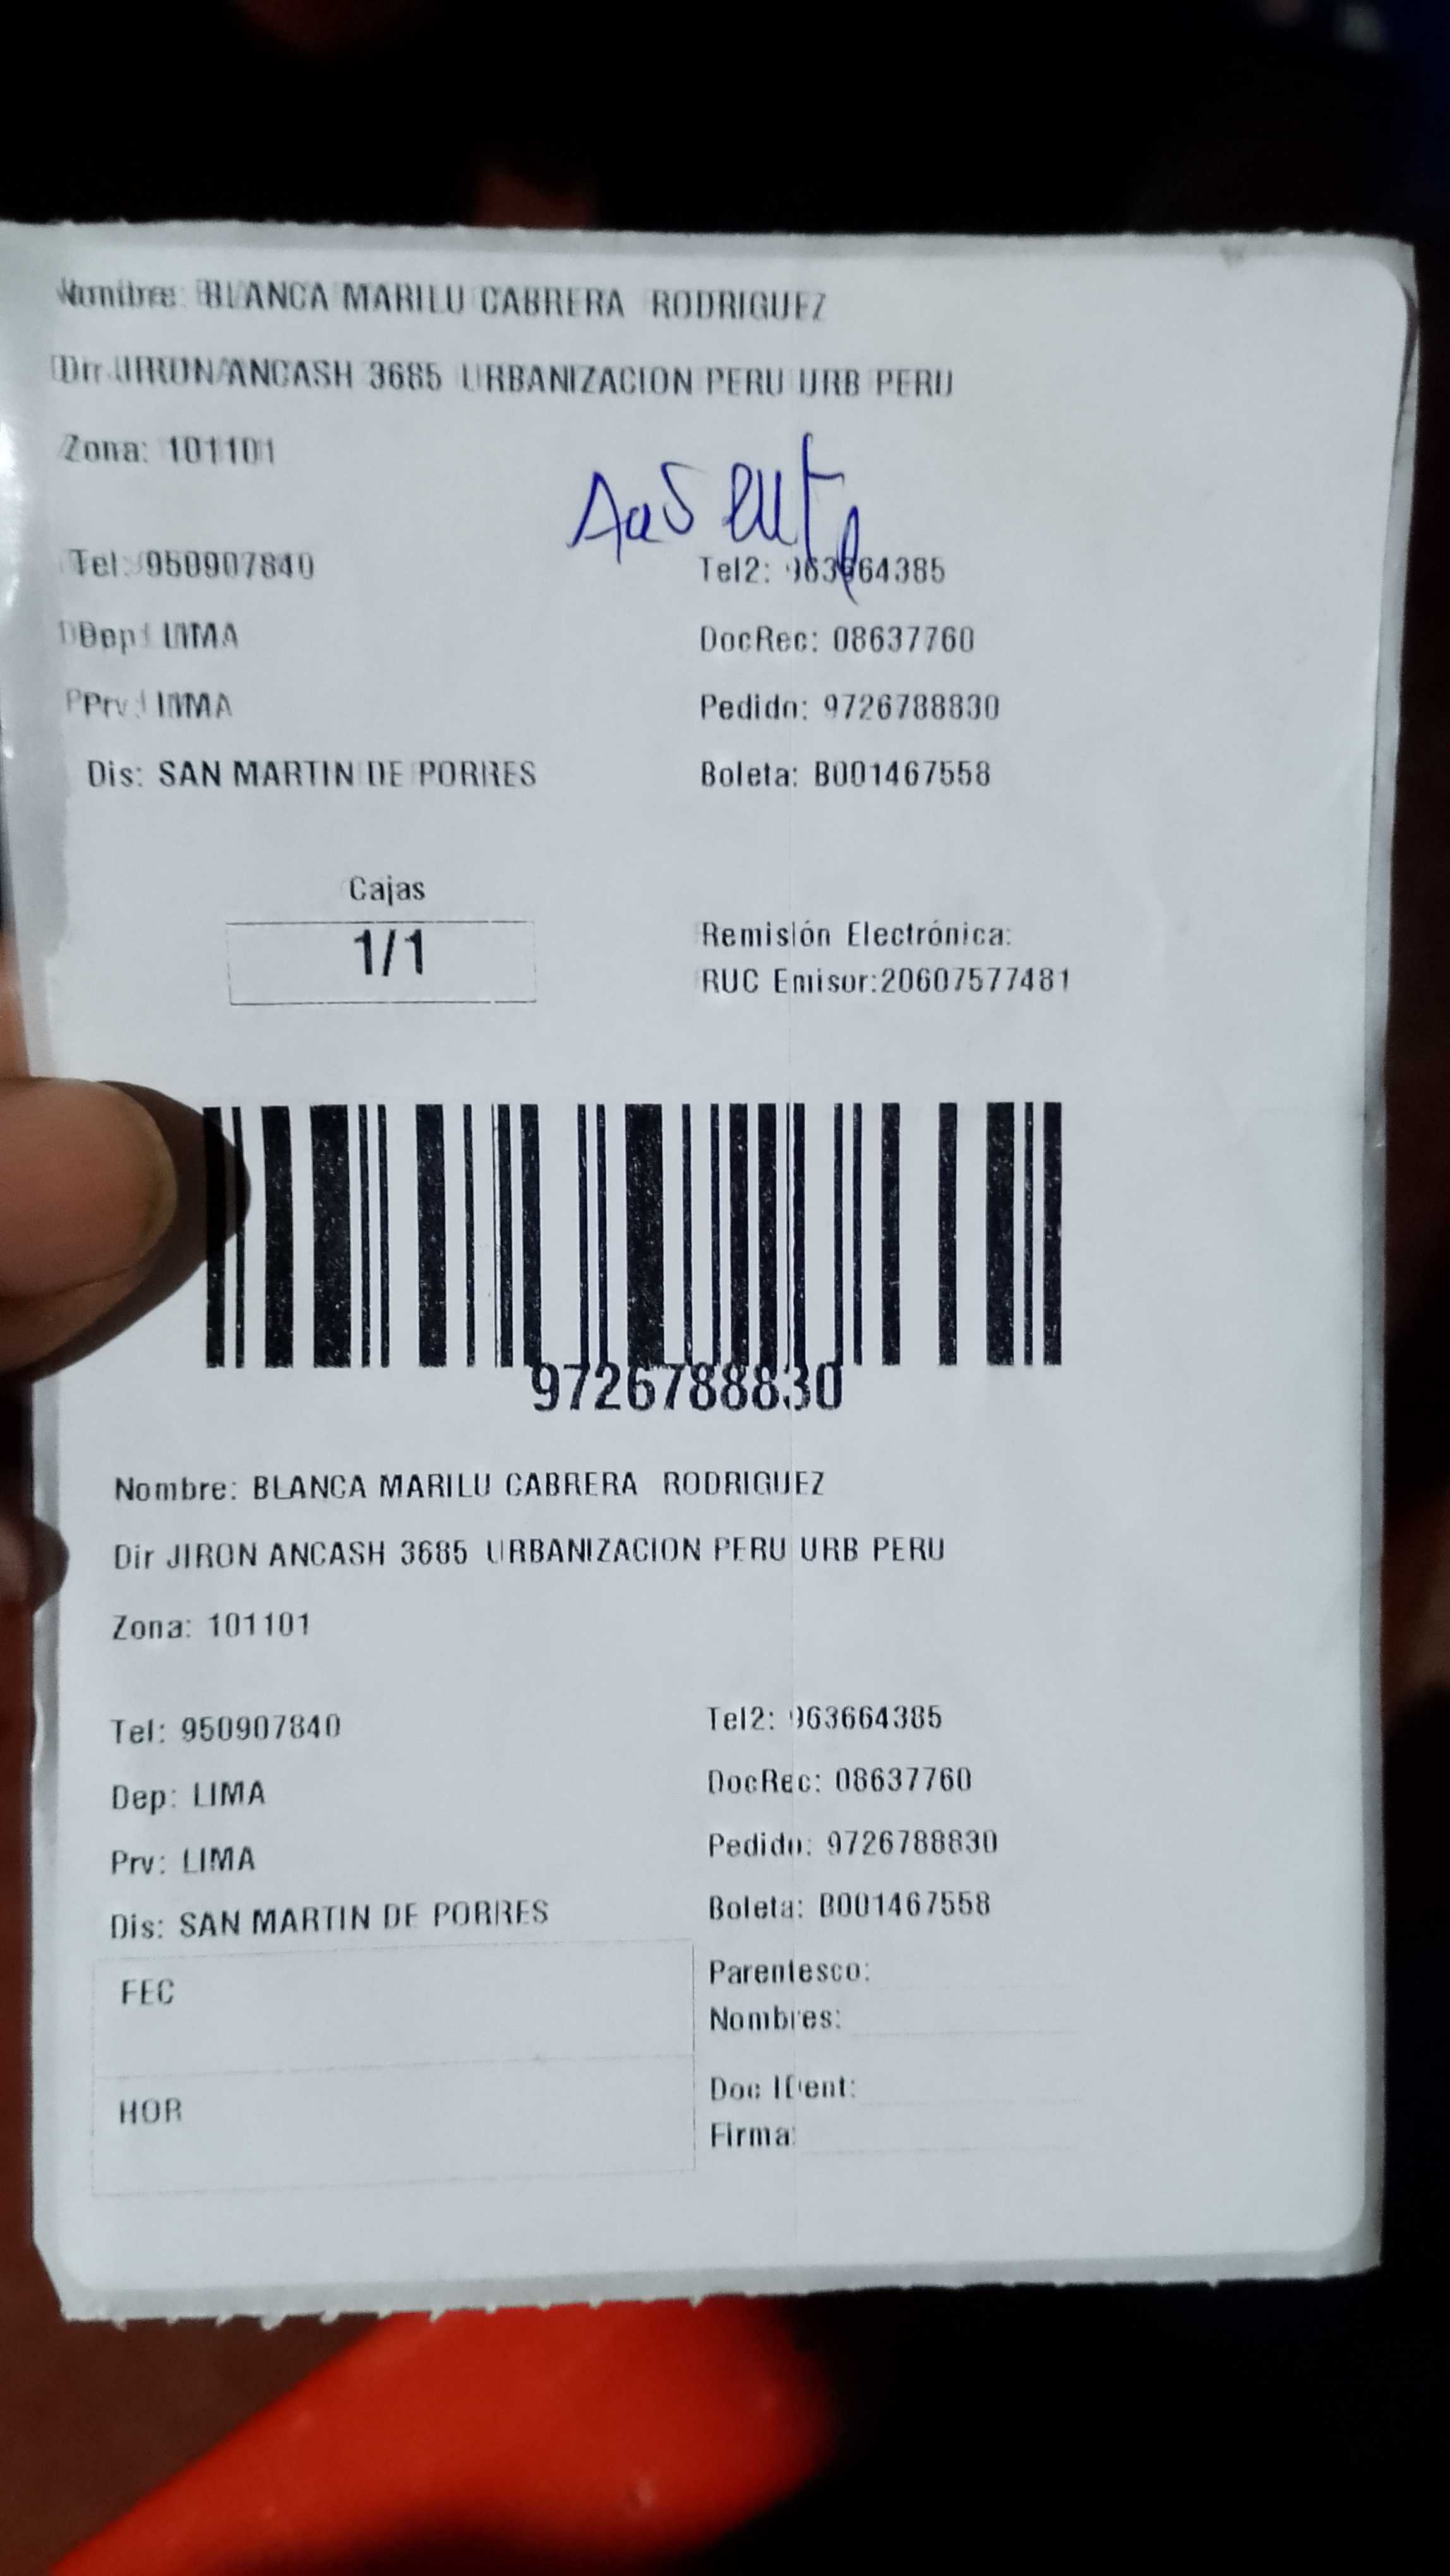 Nombre: BLANCA MARILU CABRERA RODRIGUEZ
Dir JIRON ANCASH 3685 URBANIZACION PERU URB PERU
Zona: 101101
Ausente
Tel: 950907840 Tel2: 963664385
Dep: LIMA DocRec: 08637760
Prv: LIMA Pedido: 9726788830
Dis: SAN MARTIN DE PORRES Boleta: B001467558
Cajas
1/1
Remisión Electrónica:
RUC Emisor:20607577481
9726788830
Nombre: BLANCA MARILU CABRERA RODRIGUEZ
Dir JIRON ANCASH 3685 URBANIZACION PERU URB PERU
Zona: 101101
Tel: 950907840 Tel2: 963664385
Dep: LIMA DocRec: 08637760
Prv: LIMA Pedido: 9726788830
Dis: SAN MARTIN DE PORRES Boleta: B001467558
FEC
Parentesco:
Nombres:
HOR
Doc Ident:
Firma: